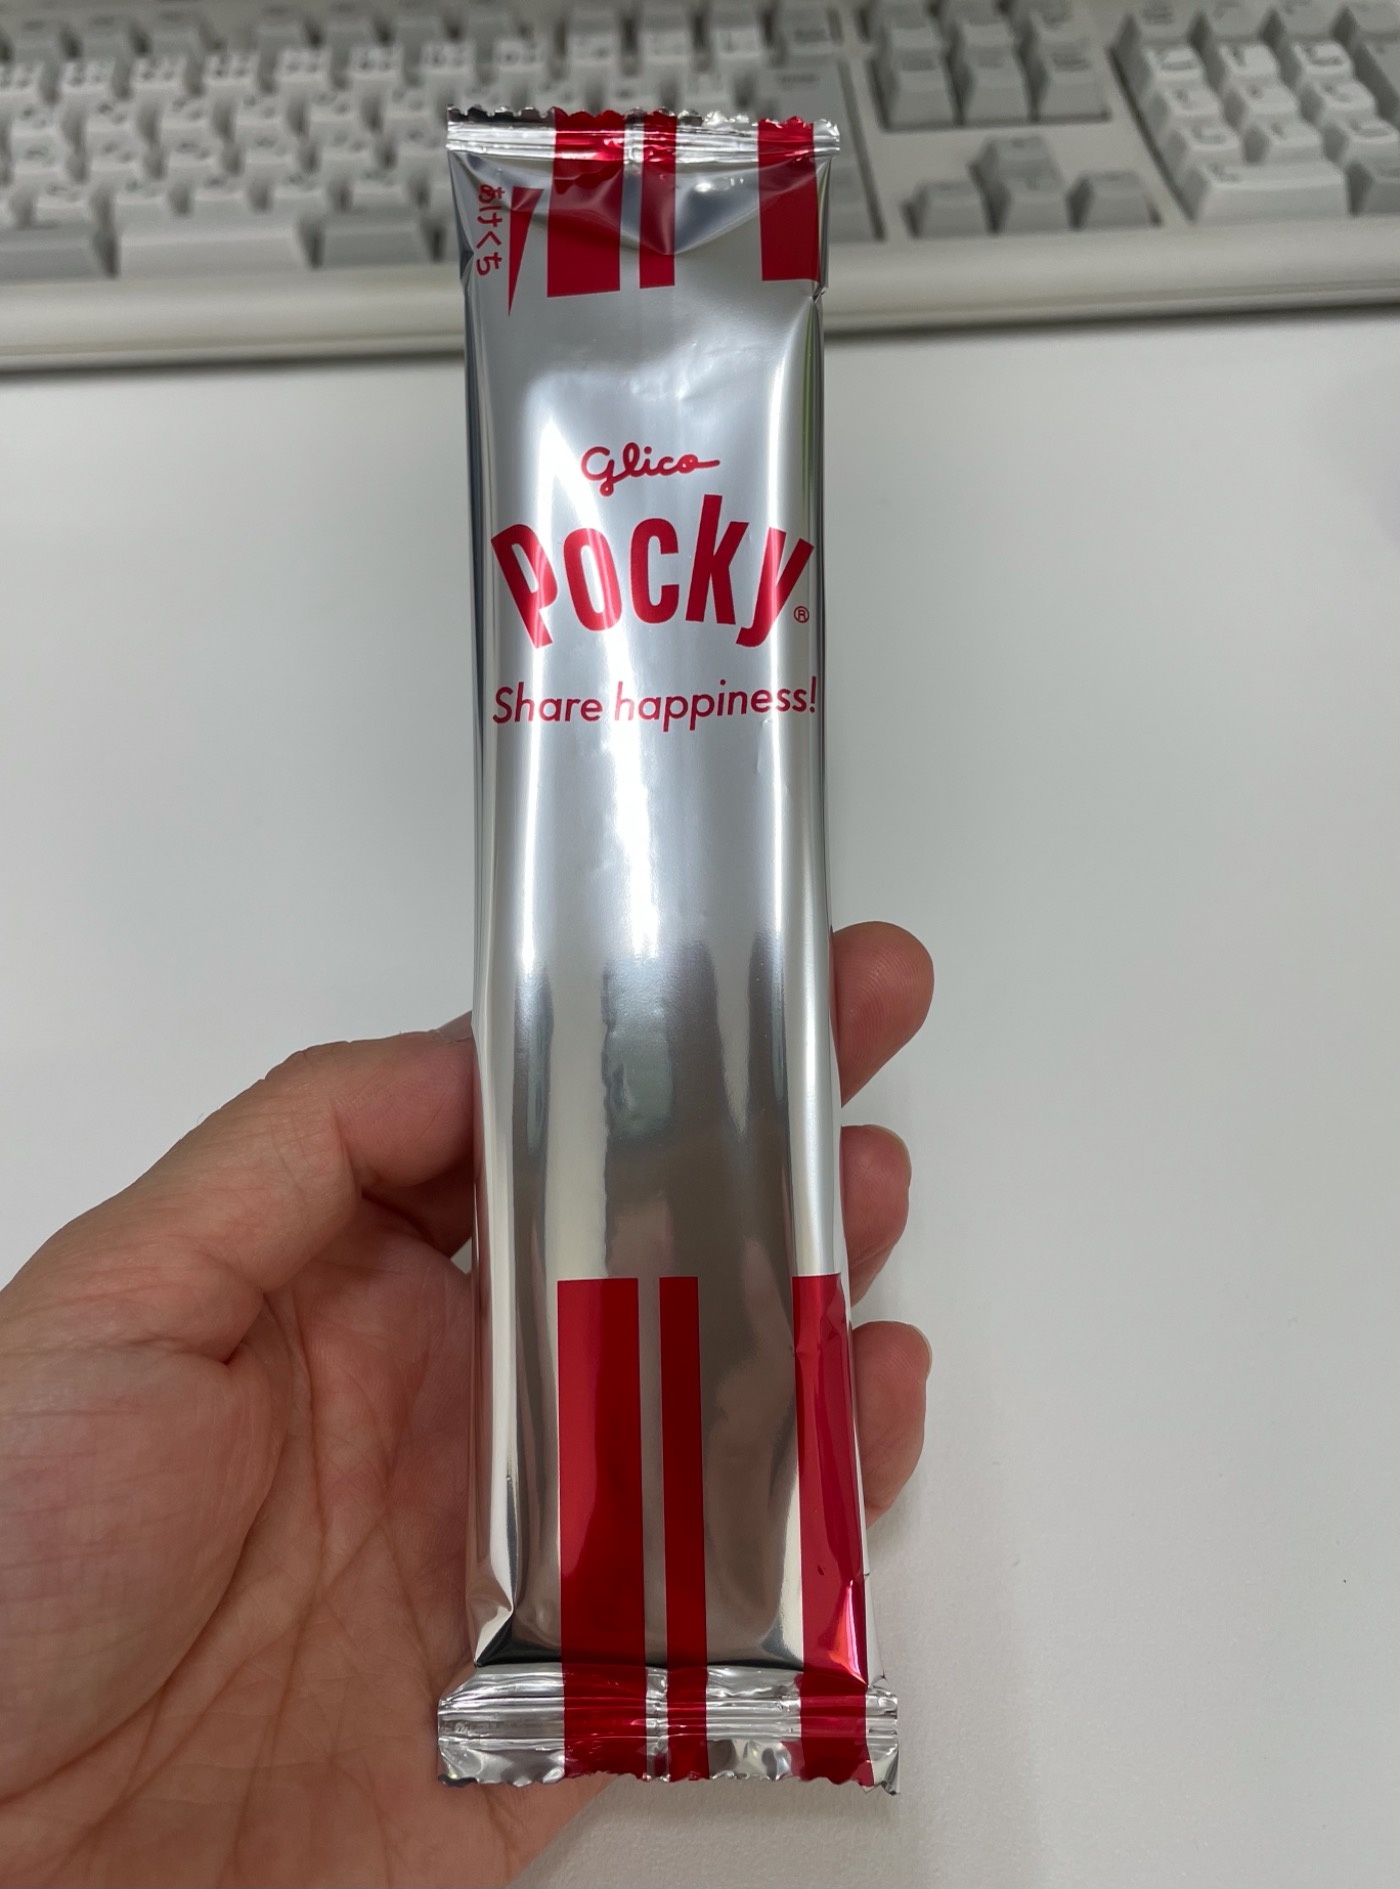 あけくち
Glico
Pocky®
Share happiness!